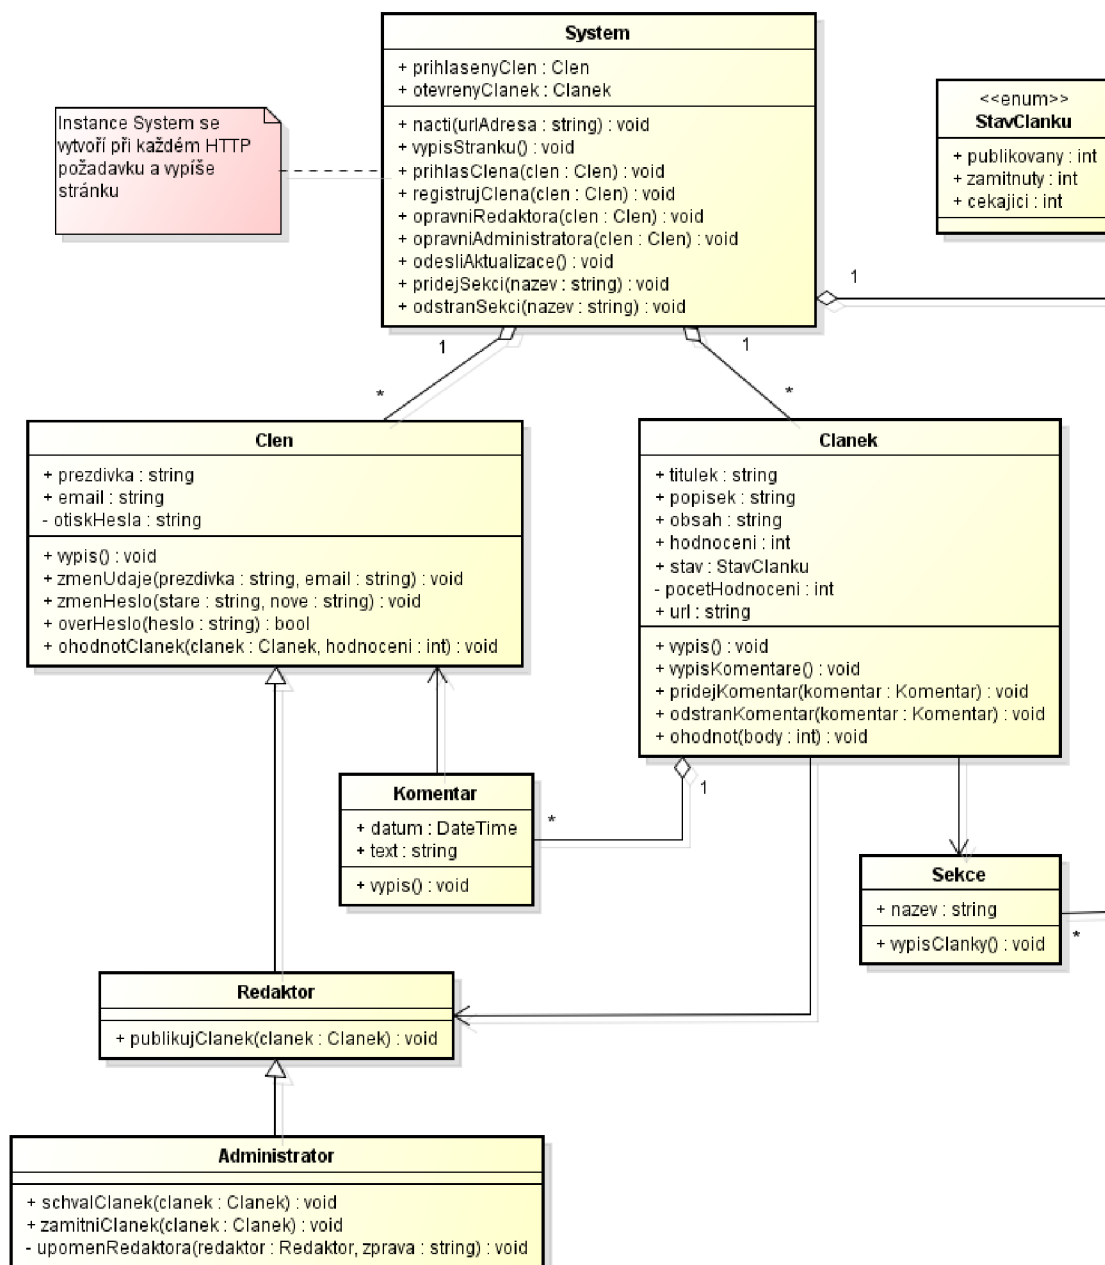 System
+ prihlasenyClen : Clen
+ otevrenyClanek : Clanek
+ nacti(urlAdresa : string) : void
+ vypisStranku() : void
+ prihlasClena(clen : Clen) : void
+ registrujClena(clen : Clen) : void
+ opravniRedaktora(clen : Clen) : void
+ opravniAdministratora(clen : Clen) : void
+ odesliAktualizace() : void
+ pridejSekci(nazev : string) : void
+ odstranSekci(nazev : string) : void
Instance System se
vytvoří při každém HTTP
požadavku a vypíše
stránku
<<enum>>
StavClanku
+ publikovany : int
+ zamitnuty : int
+ cekajici : int
1
1
1
*
*
Clen
+ prezdivka : string
+ email : string
- otiskHesla : string
+ vypis() : void
+ zmenUdaje(prezdivka : string, email : string) : void
+ zmenHeslo(stare : string, nove : string) : void
+ overHeslo(heslo : string) : bool
+ ohodnotClanek(clanek : Clanek, hodnoceni : int) : void
Clanek
+ titulek : string
+ popisek : string
+ obsah : string
+ hodnoceni : int
+ stav : StavClanku
- pocetHodnoceni : int
+ url : string
+ vypis() : void
+ vypisKomentare() : void
+ pridejKomentar(komentar : Komentar) : void
+ odstranKomentar(komentar : Komentar) : void
+ ohodnot(body : int) : void
1
*
Komentar
+ datum : DateTime
+ text : string
+ vypis() : void
Sekce
+ nazev : string
+ vypisClanky() : void
*
Redaktor
+ publikujClanek(clanek : Clanek) : void
Administrator
+ schvalClanek(clanek : Clanek) : void
+ zamitniClanek(clanek : Clanek) : void
- upomenRedaktora(redaktor : Redaktor, zprava : string) : void